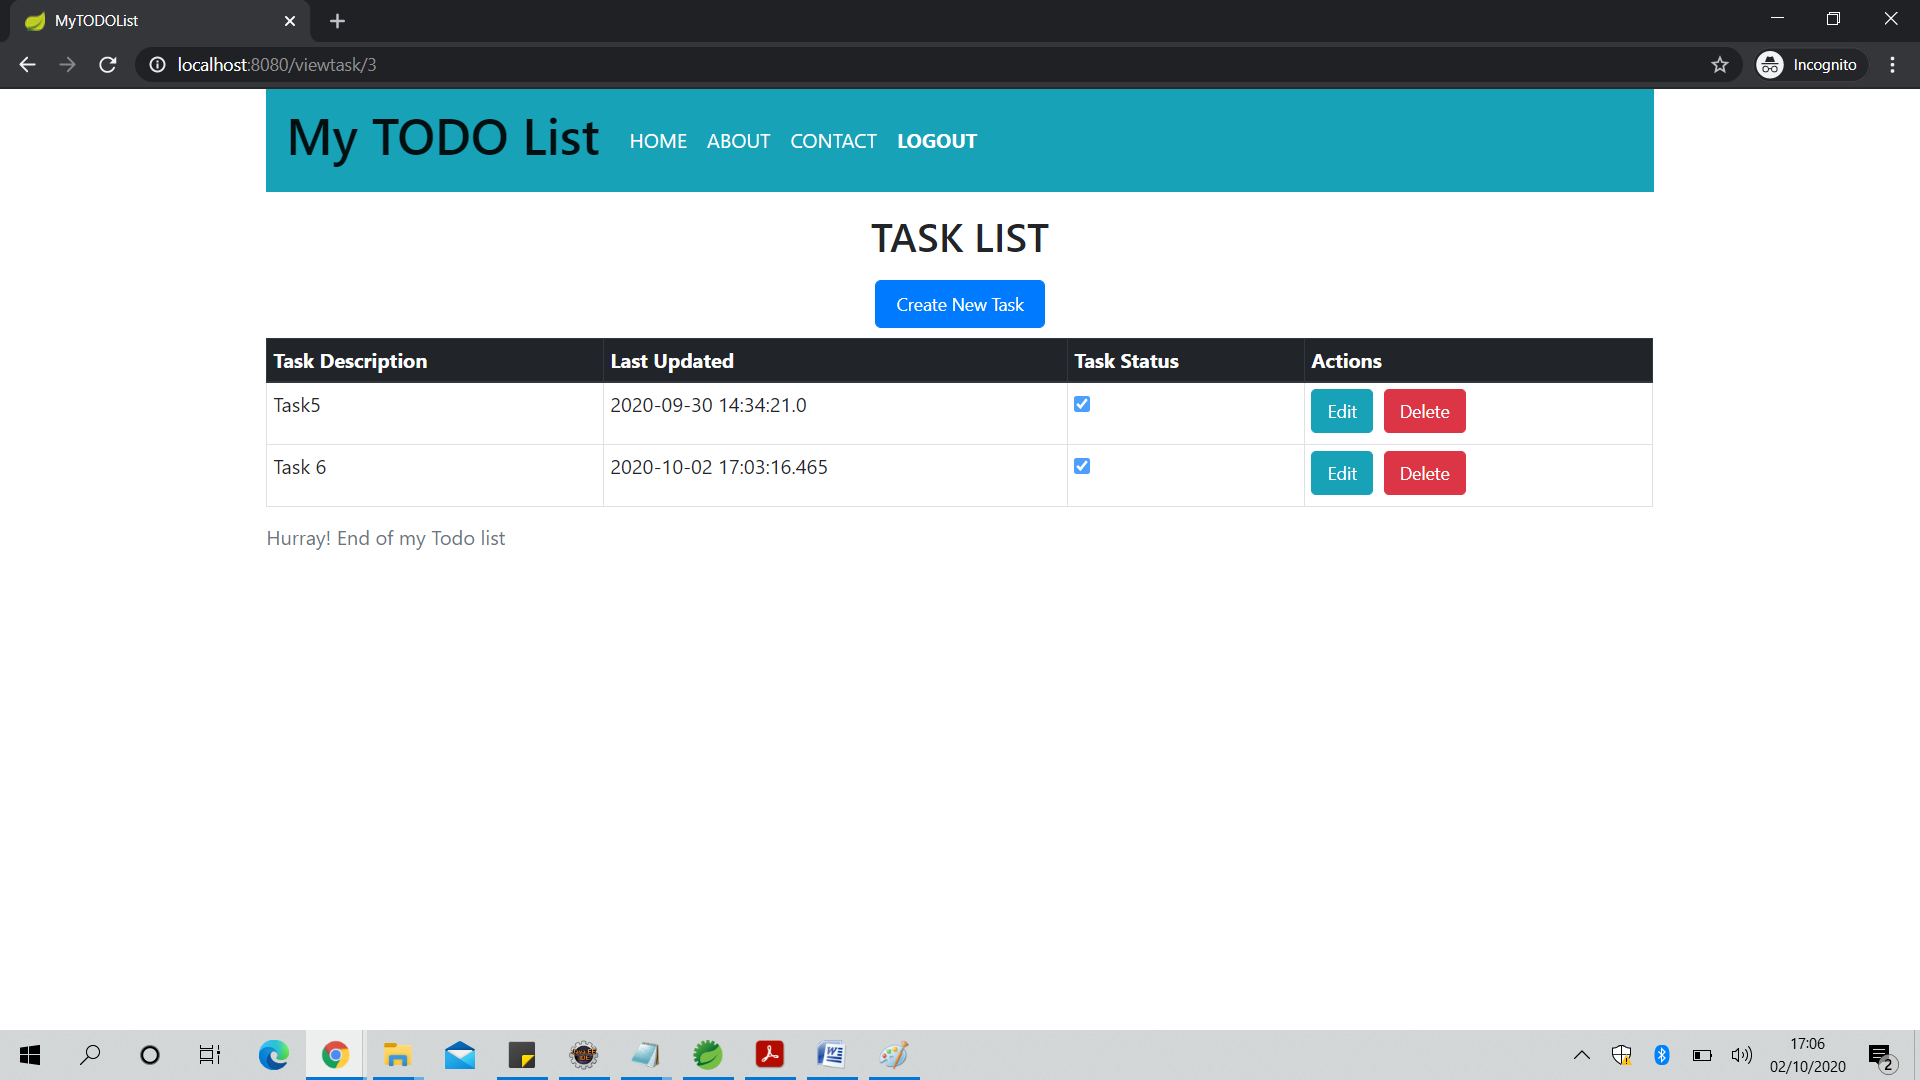 MyTODOList
localhost:8080/viewtask/3
Incognito
My TODO List HOME ABOUT CONTACT LOGOUT
TASK LIST
Create New Task
Task Description Last Updated Task Status Actions
Task5 2020-09-30 14:34:21.0 Edit Delete
Task 6 2020-10-02 17:03:16.465 Edit Delete
Hurray! End of my Todo list
17:06
02/10/2020
2